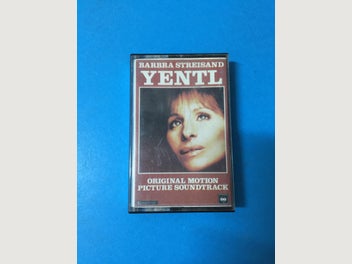 BARBRA STREISAND
YENTL
ORIGINAL MOTION
PICTURE SOUNDTRACK